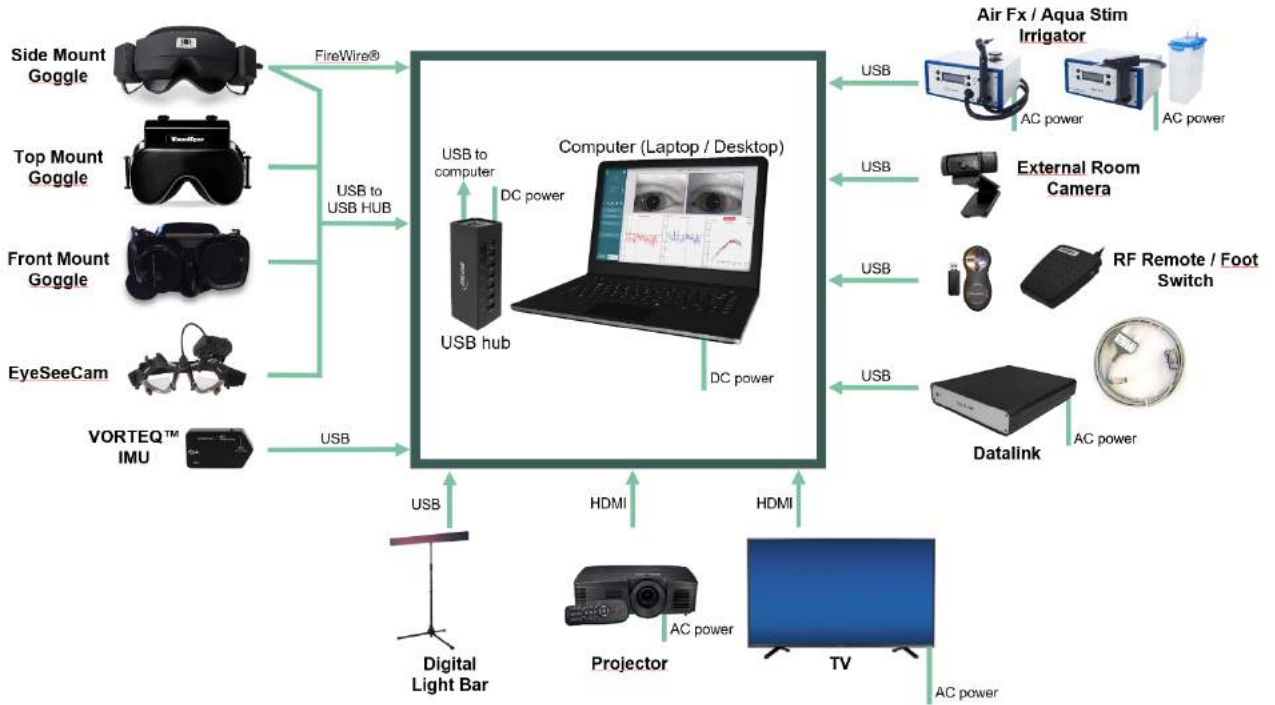 Side Mount
Goggle
FireWire®
Top Mount
Goggle
USB to
USB HUB
Front Mount
Goggle
EyeSeeCam
VORTEQ™
IMU
USB
USB to
computer
DC power
USB hub
Computer (Laptop / Desktop)
DC power
Air Fx / Aqua Stim
Irrigator
USB
AC power
AC power
USB
External Room
Camera
USB
RF Remote / Foot
Switch
USB
AC power
Datalink
USB
Digital
Light Bar
HDMI
AC power
Projector
HDMI
TV
AC power